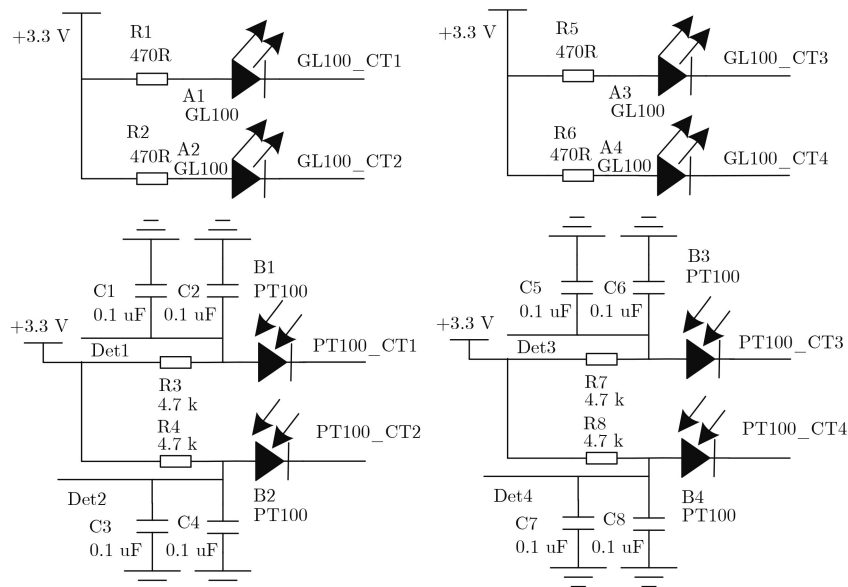 +3.3 V
R1
470R
GL100_CT1
A1
GL100
R2
470R
A2
GL100
GL100_CT2
+3.3 V
R5
470R
GL100_CT3
A3
GL100
R6
470R
A4
GL100
GL100_CT4
B1
PT100
C1
0.1 uF
C2
0.1 uF
+3.3 V
Det1
PT100_CT1
R3
4.7 k
R4
4.7 k
PT100_CT2
Det2
B2
PT100
C3
0.1 uF
C4
0.1 uF
B3
PT100
C5
0.1 uF
C6
0.1 uF
+3.3 V
Det3
PT100_CT3
R7
4.7 k
R8
4.7 k
PT100_CT4
Det4
B4
PT100
C7
0.1 uF
C8
0.1 uF